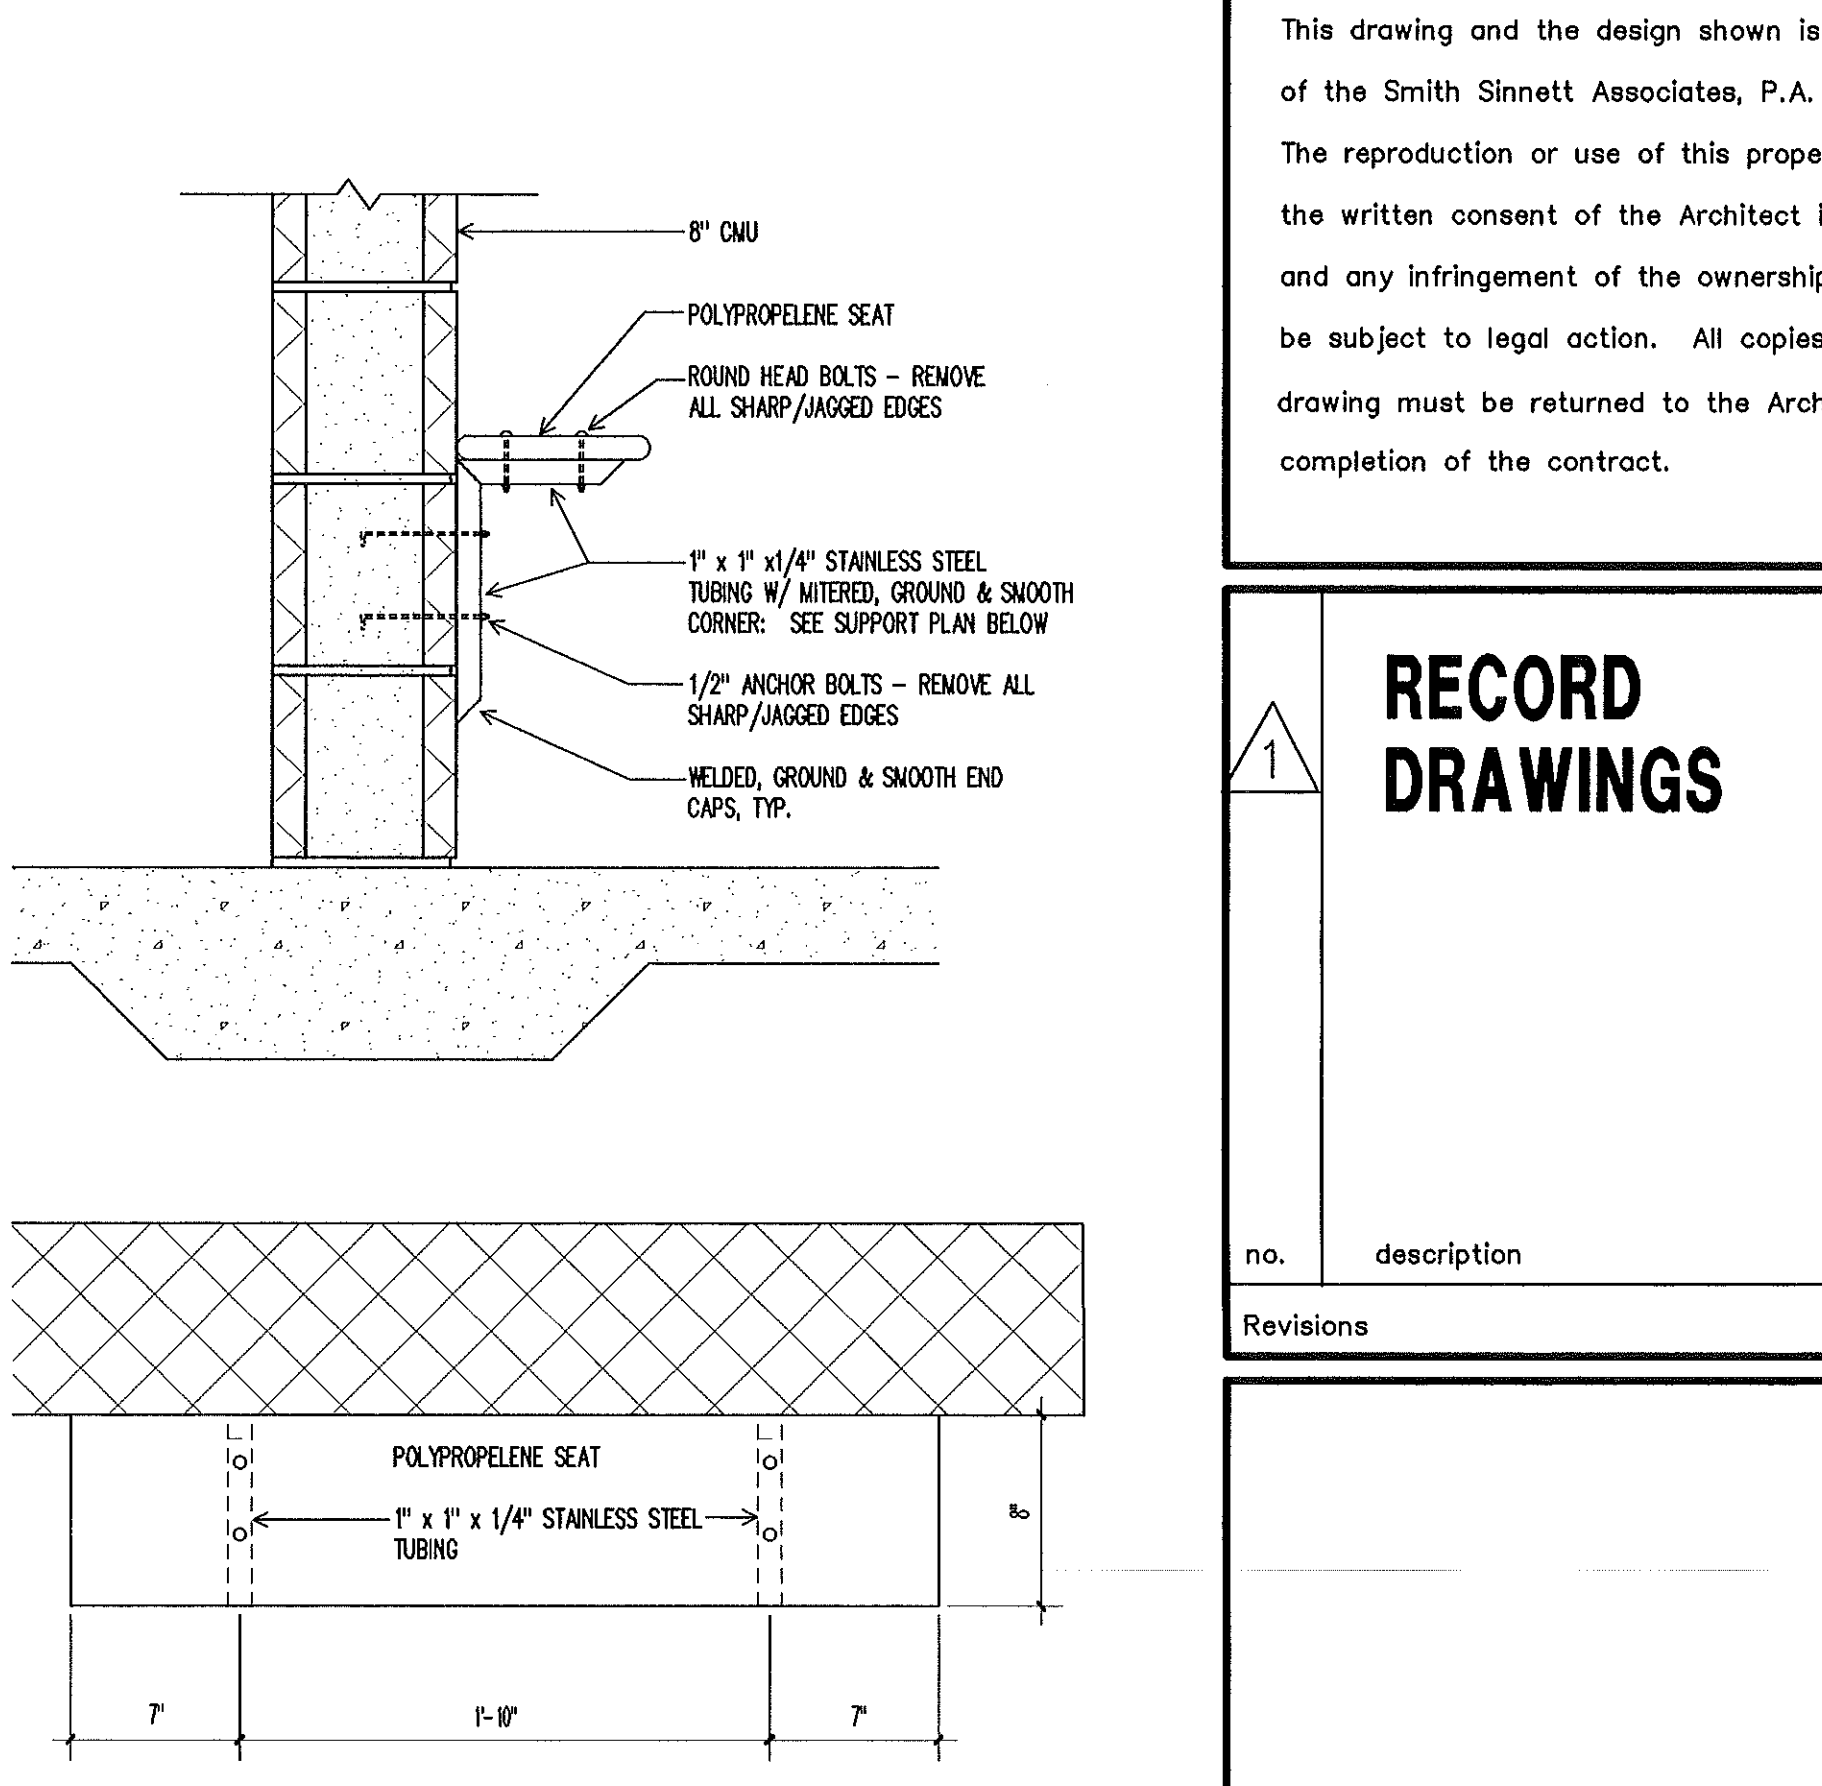 8" CMU
POLYPROPELENE SEAT
ROUND HEAD BOLTS – REMOVE
ALL SHARP/JAGGED EDGES
1" x 1" x1/4" STAINLESS STEEL
TUBING W/ MITERED, GROUND & SMOOTH
CORNER: SEE SUPPORT PLAN BELOW
1/2" ANCHOR BOLTS – REMOVE ALL
SHARP/JAGGED EDGES
WELDED, GROUND & SMOOTH END
CAPS, TYP.
POLYPROPELENE SEAT
1" x 1" x 1/4" STAINLESS STEEL
TUBING
8"
7"
1'-10"
7"
This drawing and the design shown is
of the Smith Sinnett Associates, P.A.
The reproduction or use of this prope
the written consent of the Architect i
and any infringement of the ownership
be subject to legal action. All copies
drawing must be returned to the Arch
completion of the contract.
1
RECORD
DRAWINGS
no. description
Revisions